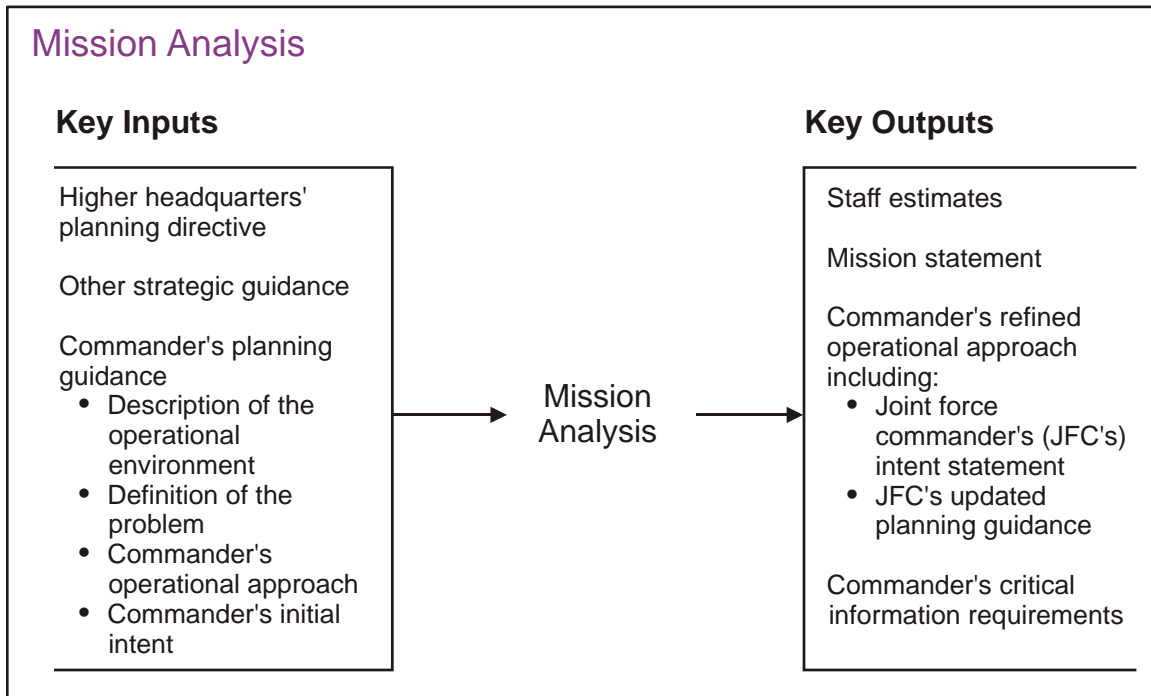 Mission Analysis
Key Inputs
Higher headquarters'
planning directive
Other strategic guidance
Commander's planning
guidance
• Description of the
operational
environment
• Definition of the
problem
• Commander's
operational approach
• Commander's initial
intent
Mission
Analysis
Key Outputs
Staff estimates
Mission statement
Commander's refined
operational approach
including:
• Joint force
commander's (JFC's)
intent statement
• JFC's updated
planning guidance
Commander's critical
information requirements